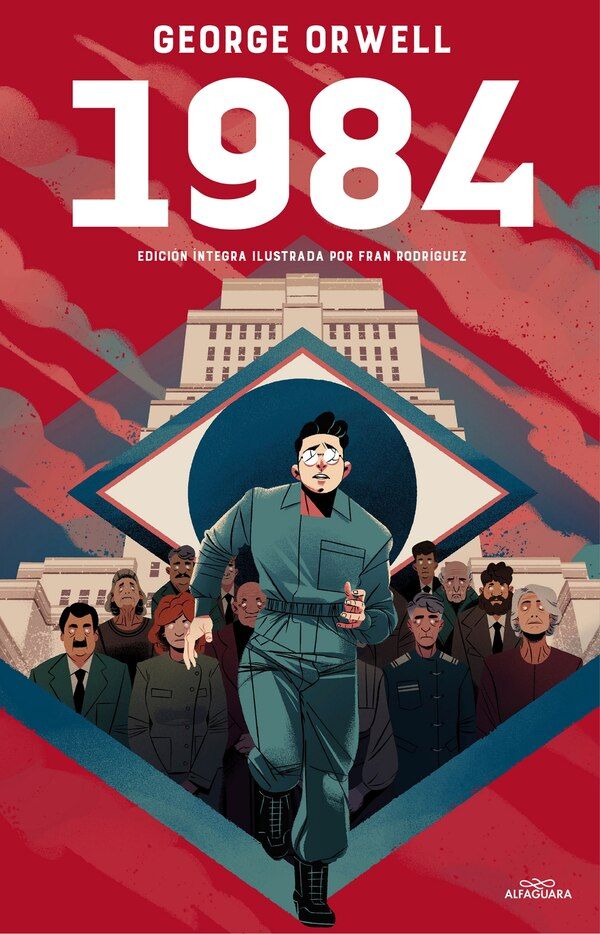 GEORGE ORWELL
1984
EDICIÓN ÍNTEGRA ILUSTRADA POR FRAN RODRÍGUEZ
ALFAGUARA